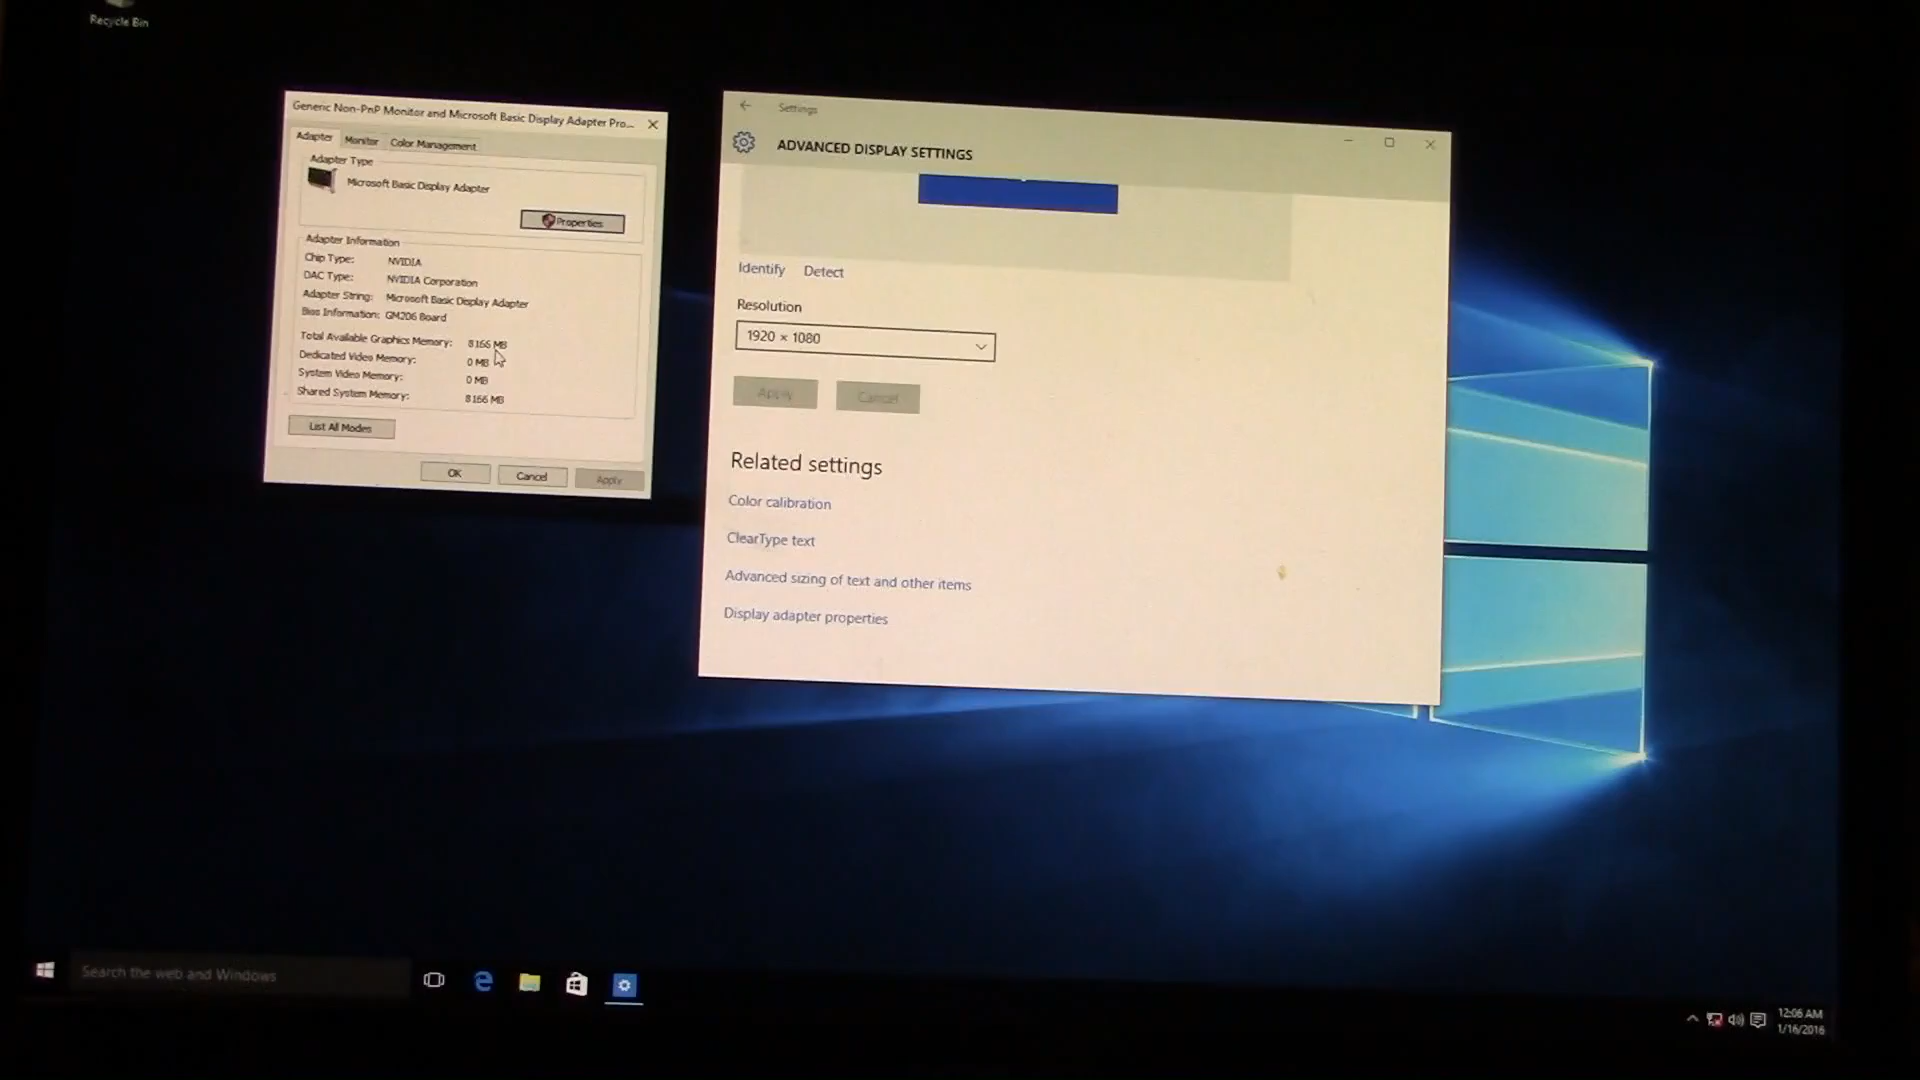 Recycle Bin
Generic Non-PnP Monitor and Microsoft Basic Display Adapter Pro...
Adapter
Monitor
Color Management
Adapter Type
Microsoft Basic Display Adapter
Properties
Adapter Information
Chip Type: NVIDIA
DAC Type: NVIDIA Corporation
Adapter String: Microsoft Basic Display Adapter
Bios Information: GM206 Board
Total Available Graphics Memory: 8166 MB
Dedicated Video Memory: 0 MB
System Video Memory: 0 MB
Shared System Memory: 8166 MB
List All Modes
OK
Cancel
Apply
Settings
ADVANCED DISPLAY SETTINGS
Identify
Detect
Resolution
1920 × 1080
Apply
Cancel
Related settings
Color calibration
ClearType text
Advanced sizing of text and other items
Display adapter properties
Search the web and Windows
12:06 AM
1/16/2016